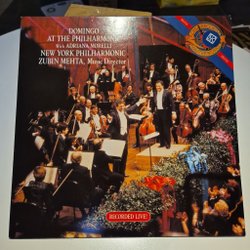 DOMINGO
AT THE PHILHARMONIC
With ADRIANA MORELLI
NEW YORK PHILHARMONIC
ZUBIN MEHTA, Music Director
RECORDED LIVE!